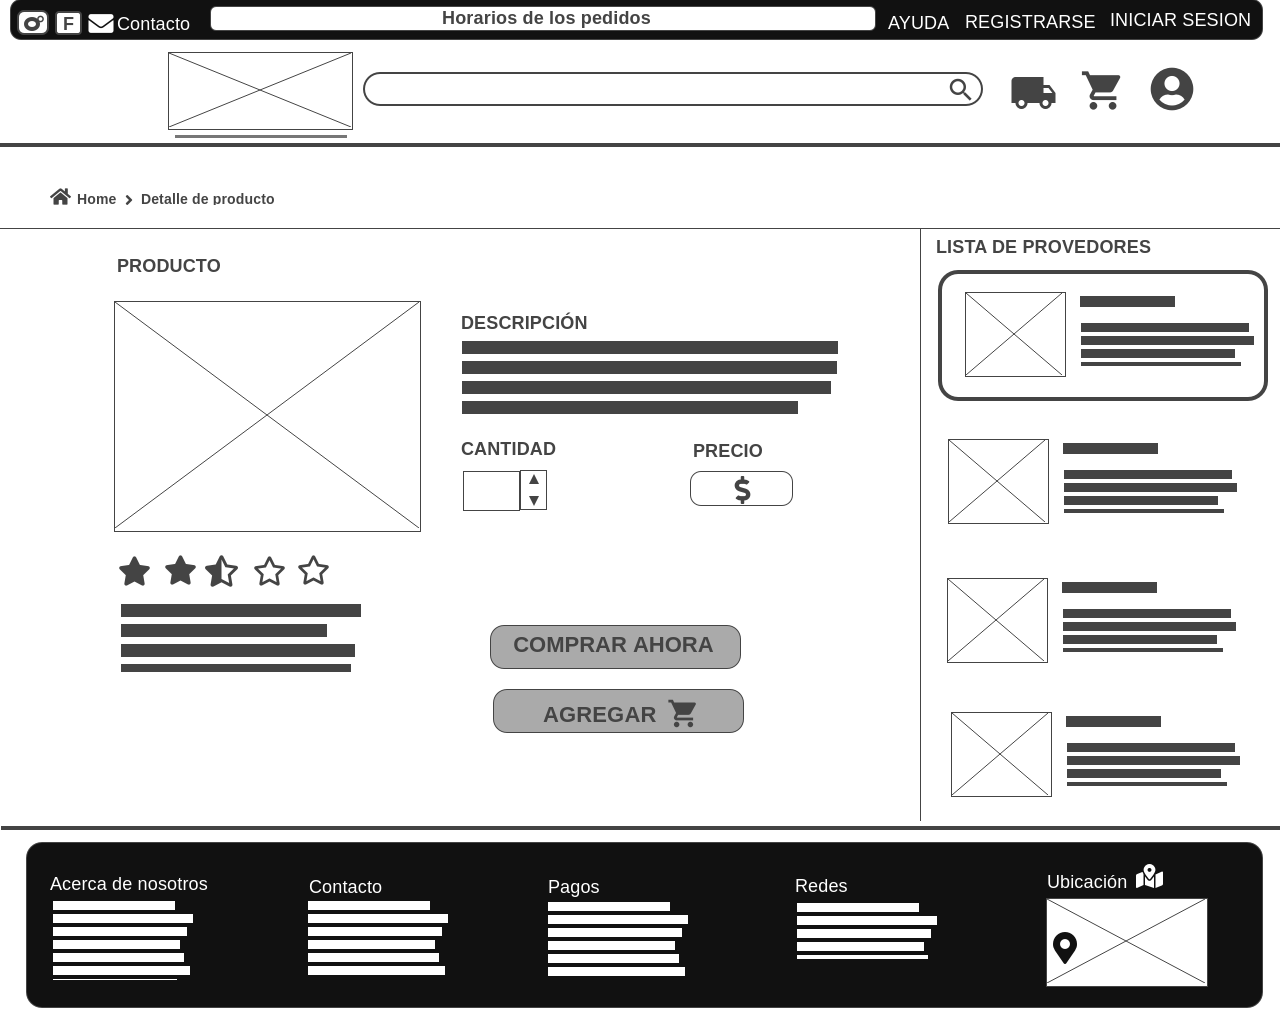 F
Contacto
Horarios de los pedidos
AYUDA
REGISTRARSE
INICIAR SESION
Home
Detalle de producto
PRODUCTO
LISTA DE PROVEDORES
DESCRIPCIÓN
CANTIDAD
PRECIO
$
COMPRAR AHORA
AGREGAR
Acerca de nosotros
Contacto
Pagos
Redes
Ubicación